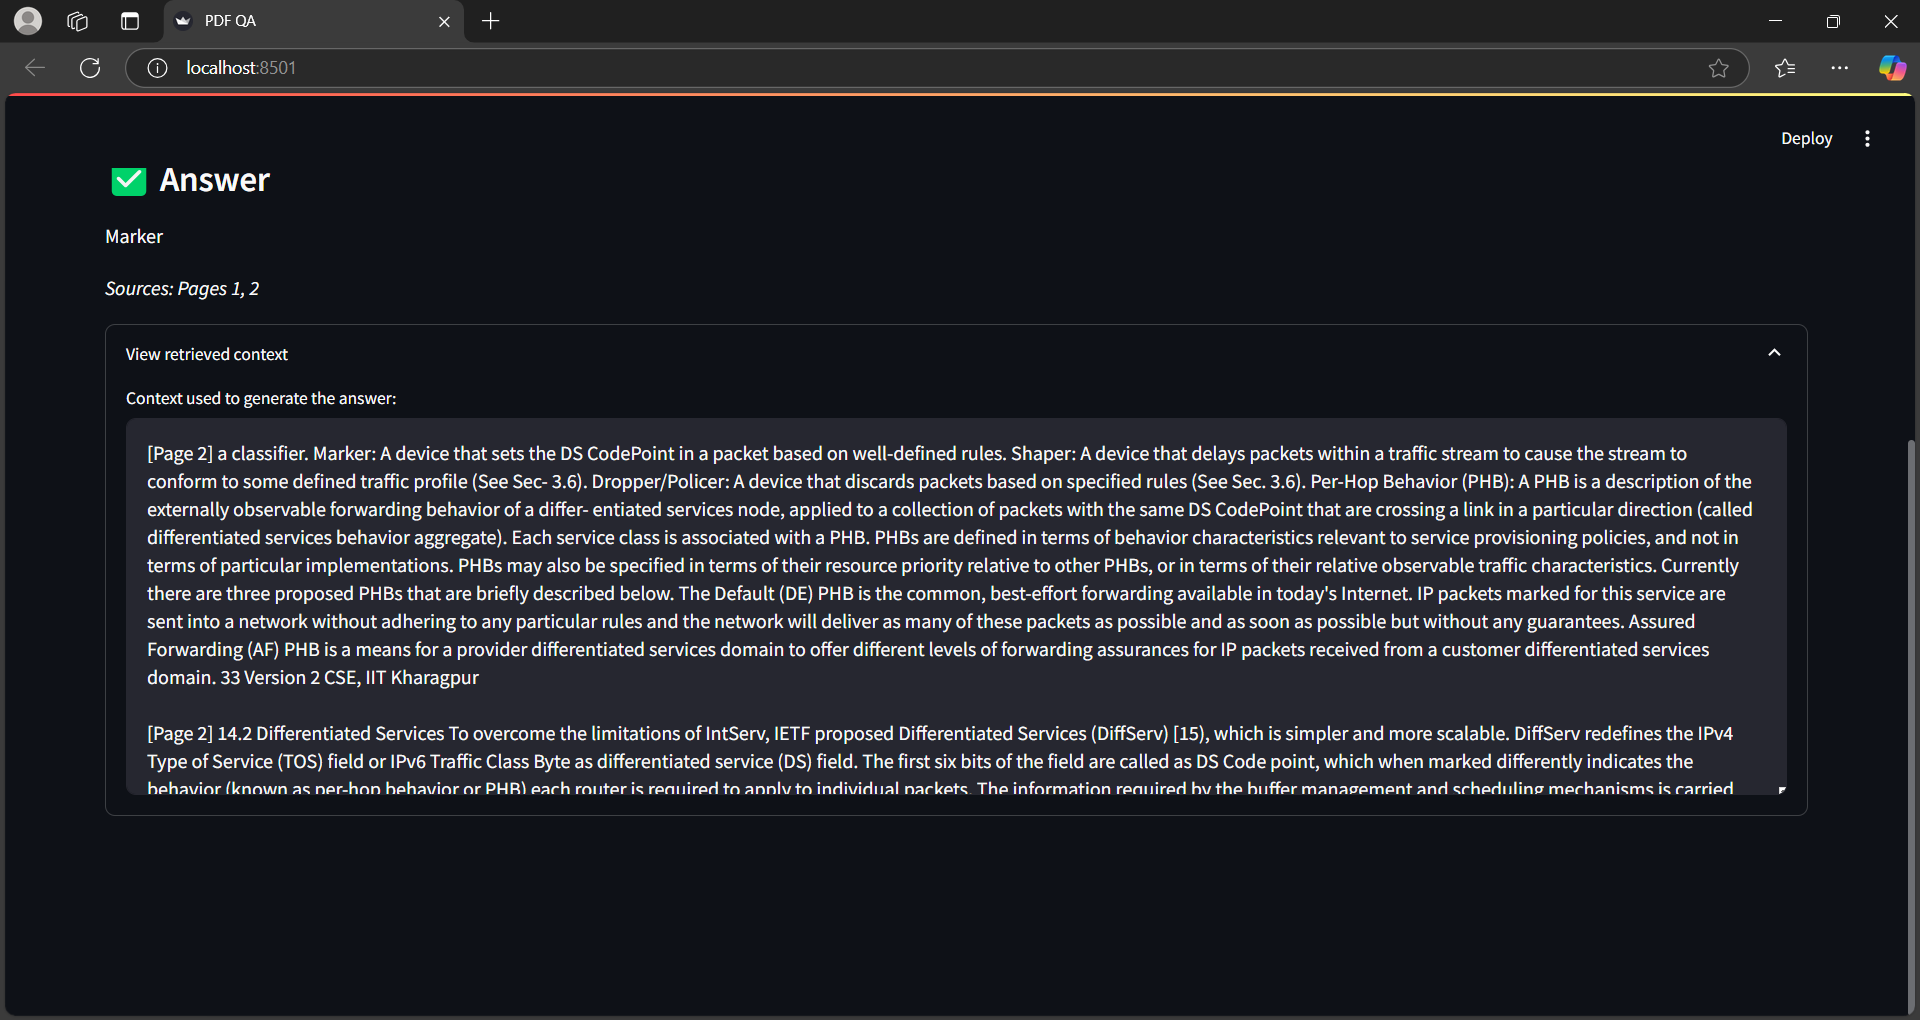 PDF QA
localhost:8501
Deploy
Answer
Marker
Sources: Pages 1, 2
View retrieved context
Context used to generate the answer:
[Page 2] a classifier. Marker: A device that sets the DS CodePoint in a packet based on well-defined rules. Shaper: A device that delays packets within a traffic stream to cause the stream to
conform to some defined traffic profile (See Sec- 3.6). Dropper/Policer: A device that discards packets based on specified rules (See Sec. 3.6). Per-Hop Behavior (PHB): A PHB is a description of the
externally observable forwarding behavior of a differ- entiated services node, applied to a collection of packets with the same DS CodePoint that are crossing a link in a particular direction (called
differentiated services behavior aggregate). Each service class is associated with a PHB. PHBs are defined in terms of behavior characteristics relevant to service provisioning policies, and not in
terms of particular implementations. PHBs may also be specified in terms of their resource priority relative to other PHBs, or in terms of their relative observable traffic characteristics. Currently
there are three proposed PHBs that are briefly described below. The Default (DE) PHB is the common, best-effort forwarding available in today's Internet. IP packets marked for this service are
sent into a network without adhering to any particular rules and the network will deliver as many of these packets as possible and as soon as possible but without any guarantees. Assured
Forwarding (AF) PHB is a means for a provider differentiated services domain to offer different levels of forwarding assurances for IP packets received from a customer differentiated services
domain. 33 Version 2 CSE, IIT Kharagpur
[Page 2] 14.2 Differentiated Services To overcome the limitations of IntServ, IETF proposed Differentiated Services (DiffServ) [15], which is simpler and more scalable. DiffServ redefines the IPv4
Type of Service (TOS) field or IPv6 Traffic Class Byte as differentiated service (DS) field. The first six bits of the field are called as DS Code point, which when marked differently indicates the
behavior (known as per-hop behavior or PHB) each router is required to apply to individual packets. The information required by the buffer management and scheduling mechanisms is carried